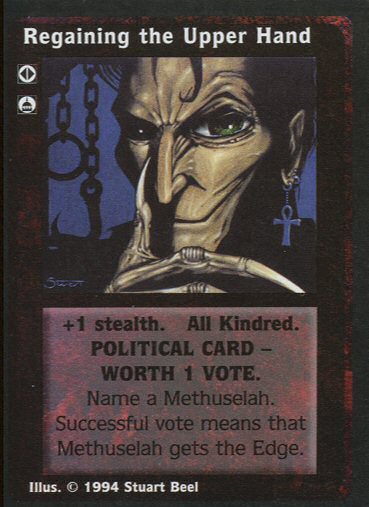 Regaining the Upper Hand
+1 stealth. All Kindred.
POLITICAL CARD –
WORTH 1 VOTE.
Name a Methuselah.
Successful vote means that
Methuselah gets the Edge.
Illus. © 1994 Stuart Beel